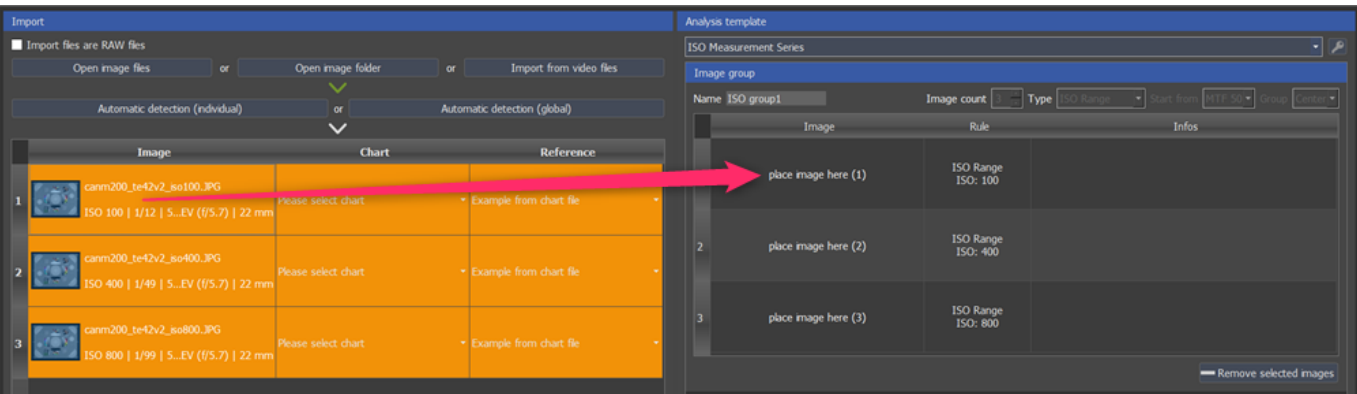 Import
Import files are RAW files
Open image files or Open image folder or Import from video files
Automatic detection (individual) or Automatic detection (global)
Image Chart Reference
1
canm200_te42v2_iso100.JPG
ISO 100 | 1/12 | 5...EV (f/5.7) | 22 mm
Please select chart
Example from chart file
2
canm200_te42v2_iso400.JPG
ISO 400 | 1/49 | 5...EV (f/5.7) | 22 mm
Please select chart
Example from chart file
3
canm200_te42v2_iso800.JPG
ISO 800 | 1/99 | 5...EV (f/5.7) | 22 mm
Please select chart
Example from chart file
Analysis template
ISO Measurement Series
Image group
Name ISO group1 Image count 3 Type ISO Range Start from MTF 50 Group Center
Image Rule Infos
place image here (1)
ISO Range
ISO: 100
2
place image here (2)
ISO Range
ISO: 400
3
place image here (3)
ISO Range
ISO: 800
Remove selected images